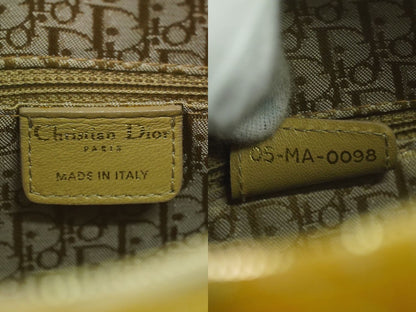 Christian Dior
PARIS
MADE IN ITALY
05-MA-0098